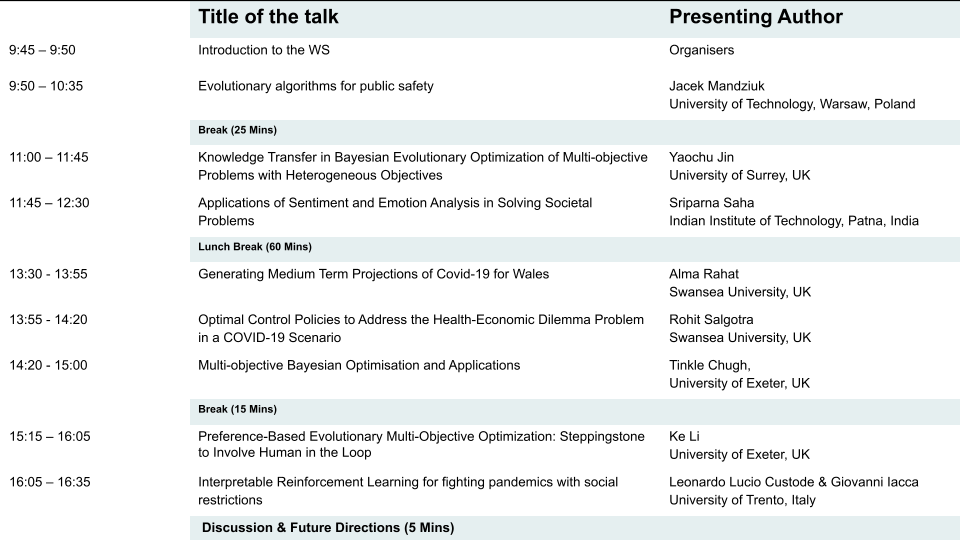 Title of the talk Presenting Author
9:45 – 9:50 Introduction to the WS Organisers
9:50 – 10:35 Evolutionary algorithms for public safety Jacek Mandziuk
University of Technology, Warsaw, Poland
Break (25 Mins)
11:00 – 11:45 Knowledge Transfer in Bayesian Evolutionary Optimization of Multi-objective Yaochu Jin
Problems with Heterogeneous Objectives University of Surrey, UK
11:45 – 12:30 Applications of Sentiment and Emotion Analysis in Solving Societal Sriparna Saha
Problems Indian Institute of Technology, Patna, India
Lunch Break (60 Mins)
13:30 - 13:55 Generating Medium Term Projections of Covid-19 for Wales Alma Rahat
Swansea University, UK
13:55 - 14:20 Optimal Control Policies to Address the Health-Economic Dilemma Problem Rohit Salgotra
in a COVID-19 Scenario Swansea University, UK
14:20 - 15:00 Multi-objective Bayesian Optimisation and Applications Tinkle Chugh,
University of Exeter, UK
Break (15 Mins)
15:15 – 16:05 Preference-Based Evolutionary Multi-Objective Optimization: Steppingstone Ke Li
to Involve Human in the Loop University of Exeter, UK
16:05 – 16:35 Interpretable Reinforcement Learning for fighting pandemics with social Leonardo Lucio Custode & Giovanni Iacca
restrictions University of Trento, Italy
Discussion & Future Directions (5 Mins)